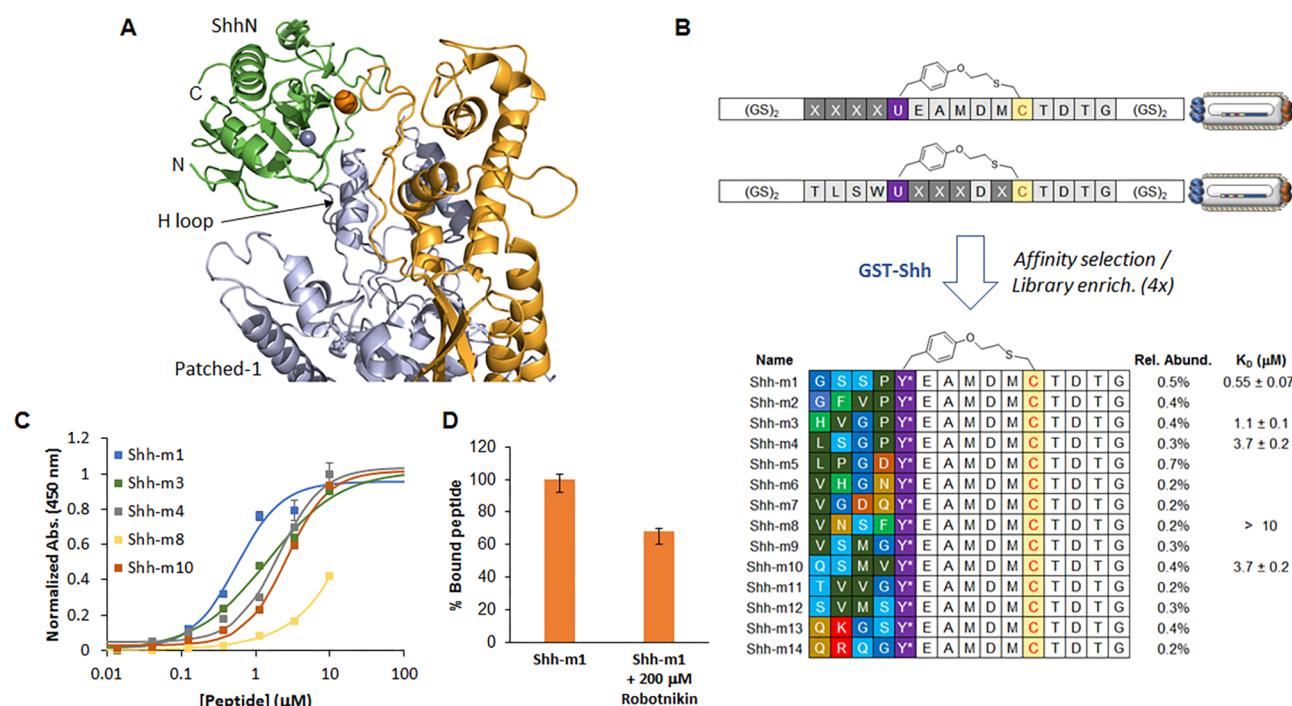 A
ShhN
C
N
H loop
Patched-1
B
O
S
(GS)2 X X X X U E A M D M C T D T G (GS)2
O
S
(GS)2 T L S W U X X X D X C T D T G (GS)2
GST-Shh
Affinity selection /
Library enrich. (4x)
O
S
Name Rel. Abund. KD (μM)
Shh-m1 G S S P Y* E A M D M C T D T G 0.5% 0.55 ± 0.07
Shh-m2 G F V P Y* E A M D M C T D T G 0.4%
Shh-m3 H V G P Y* E A M D M C T D T G 0.4% 1.1 ± 0.1
Shh-m4 L S G P Y* E A M D M C T D T G 0.3% 3.7 ± 0.2
Shh-m5 L P G D Y* E A M D M C T D T G 0.7%
Shh-m6 V H G N Y* E A M D M C T D T G 0.2%
Shh-m7 V G D Q Y* E A M D M C T D T G 0.2%
Shh-m8 V N S F Y* E A M D M C T D T G 0.2% > 10
Shh-m9 V S M G Y* E A M D M C T D T G 0.3%
Shh-m10 Q S M V Y* E A M D M C T D T G 0.4% 3.7 ± 0.2
Shh-m11 T V V G Y* E A M D M C T D T G 0.2%
Shh-m12 S V M S Y* E A M D M C T D T G 0.3%
Shh-m13 Q K G S Y* E A M D M C T D T G 0.4%
Shh-m14 Q R Q G Y* E A M D M C T D T G 0.2%
C
Normalized Abs. (450 nm)
1.2
1
0.8
0.6
0.4
0.2
0
Shh-m1
Shh-m3
Shh-m4
Shh-m8
Shh-m10
0.01 0.1 1 10 100
[Peptide] (μM)
D
% Bound peptide
120
100
80
60
40
20
0
Shh-m1
Shh-m1
+ 200 μM
Robotnikin